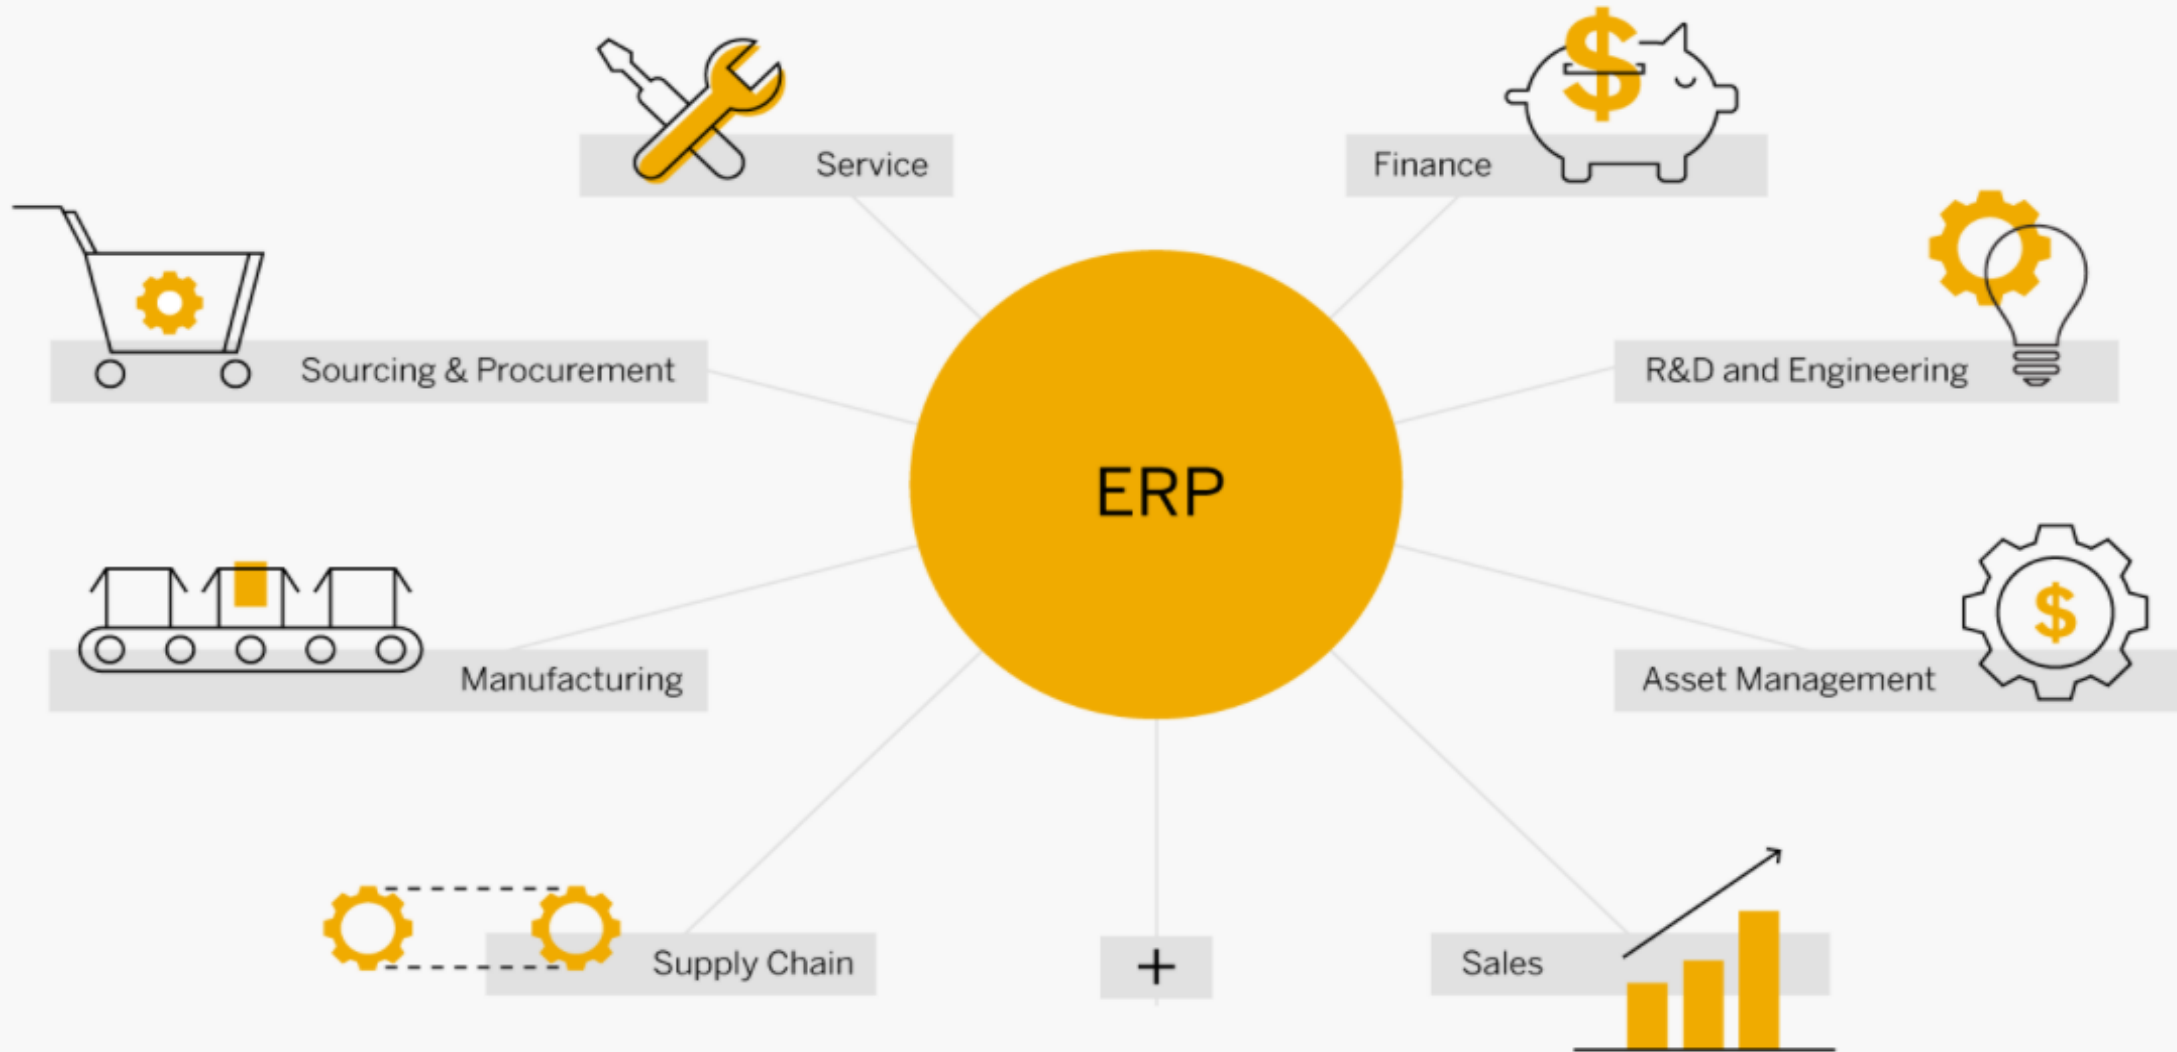 Service
Finance
$
Sourcing & Procurement
R&D and Engineering
ERP
Manufacturing
Asset Management
$
Supply Chain
+
Sales